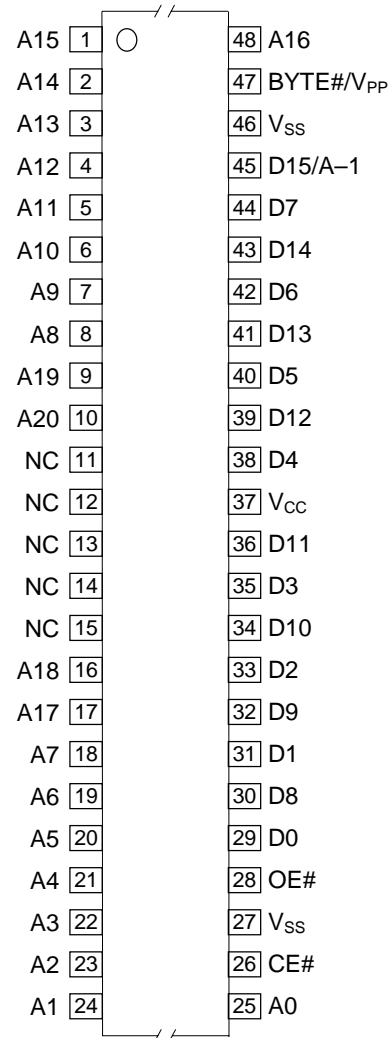 A15 1 48 A16
A14 2 47 BYTE#/VPP
A13 3 46 VSS
A12 4 45 D15/A–1
A11 5 44 D7
A10 6 43 D14
A9 7 42 D6
A8 8 41 D13
A19 9 40 D5
A20 10 39 D12
NC 11 38 D4
NC 12 37 VCC
NC 13 36 D11
NC 14 35 D3
NC 15 34 D10
A18 16 33 D2
A17 17 32 D9
A7 18 31 D1
A6 19 30 D8
A5 20 29 D0
A4 21 28 OE#
A3 22 27 VSS
A2 23 26 CE#
A1 24 25 A0